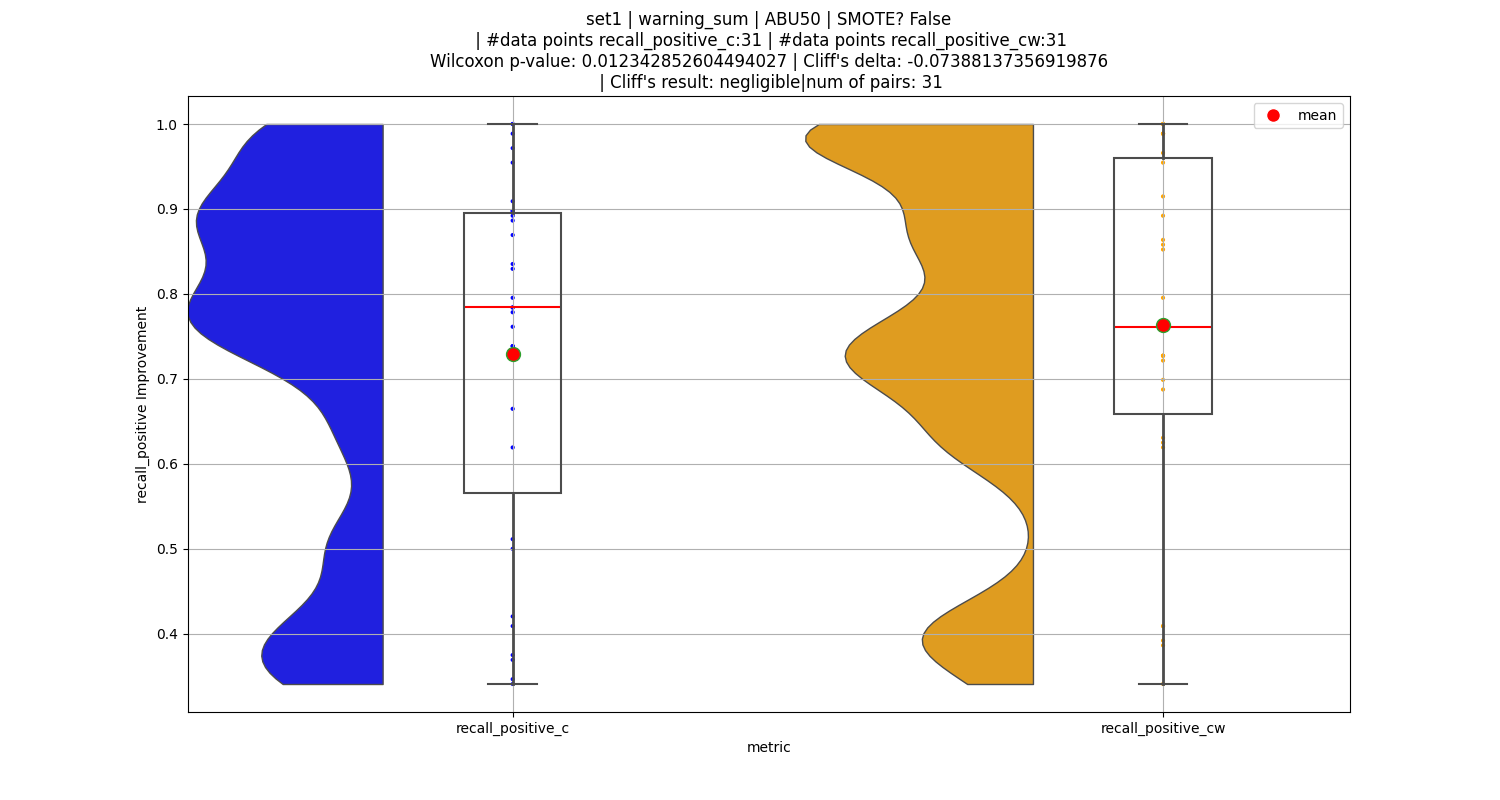 set1 | warning_sum | ABU50 | SMOTE? False
| #data points recall_positive_c:31 | #data points recall_positive_cw:31
Wilcoxon p-value: 0.012342852604494027 | Cliff's delta: -0.07388137356919876
| Cliff's result: negligible|num of pairs: 31
mean
1.0
0.9
0.8
0.7
0.6
0.5
0.4
recall_positive Improvement
recall_positive_c
recall_positive_cw
metric